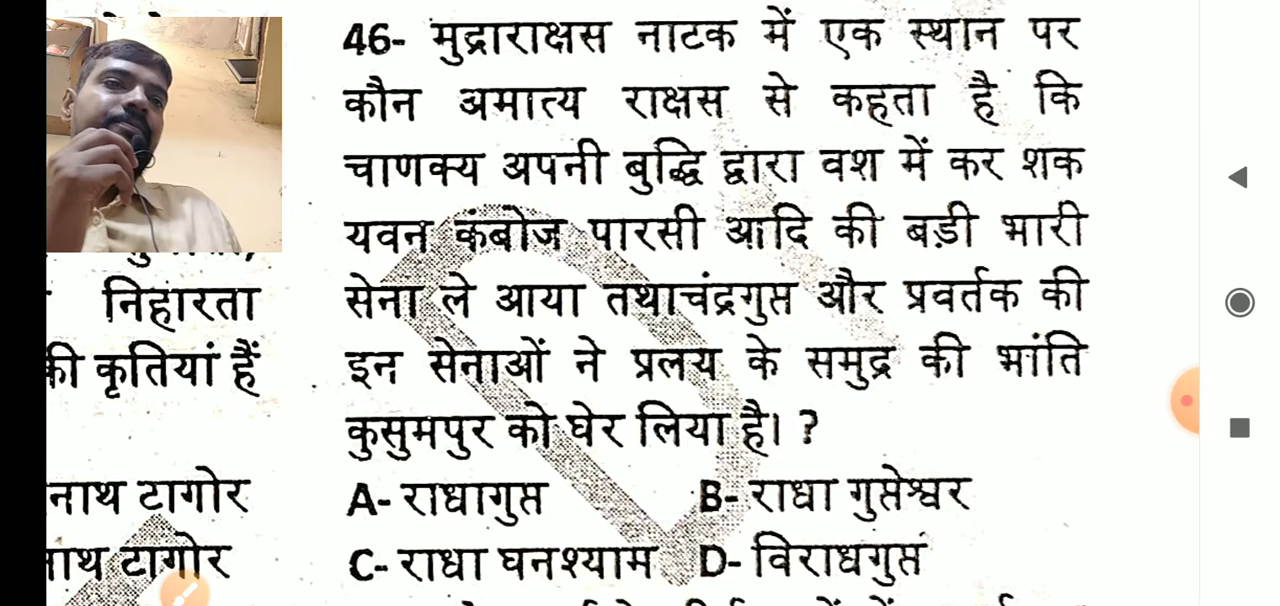 निहारता
की कृतियां हैं
नाथ टागोर
नाथ टागोर
46- मुद्राराक्षस नाटक में एक स्थान पर
कौन अमात्य राक्षस से कहता है कि
चाणक्य अपनी बुद्धि द्वारा वश में कर शक
यवन कंबोज पारसी आदि की बड़ी भारी
सेना ले आया तथाचंद्रगुप्त और प्रवर्तक की
इन सेनाओं ने प्रलय के समुद्र की भांति
कुसुमपुर को घेर लिया है। ?
A- राधागुप्त B- राधा गुप्तेश्वर
C- राधा घनश्याम D- विराधगुप्त